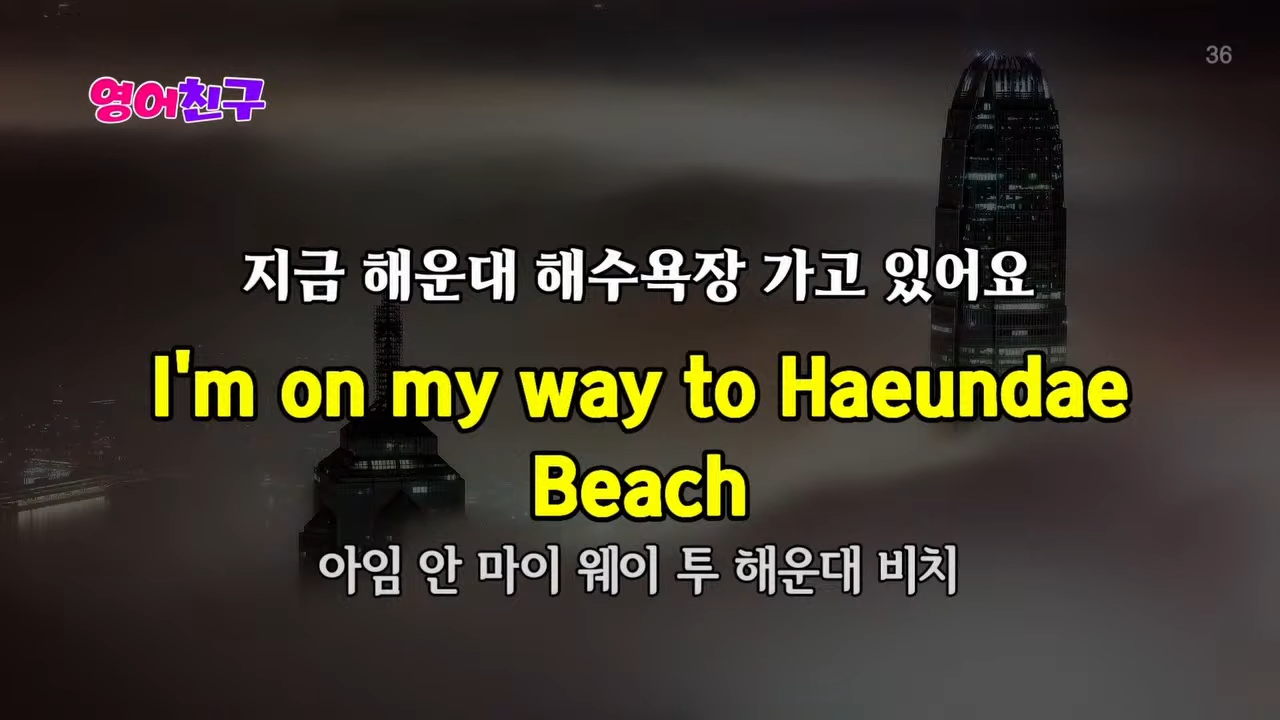 36
영어친구
지금 해운대 해수욕장 가고 있어요
I'm on my way to Haeundae
Beach
아임 안 마이 웨이 투 해운대 비치